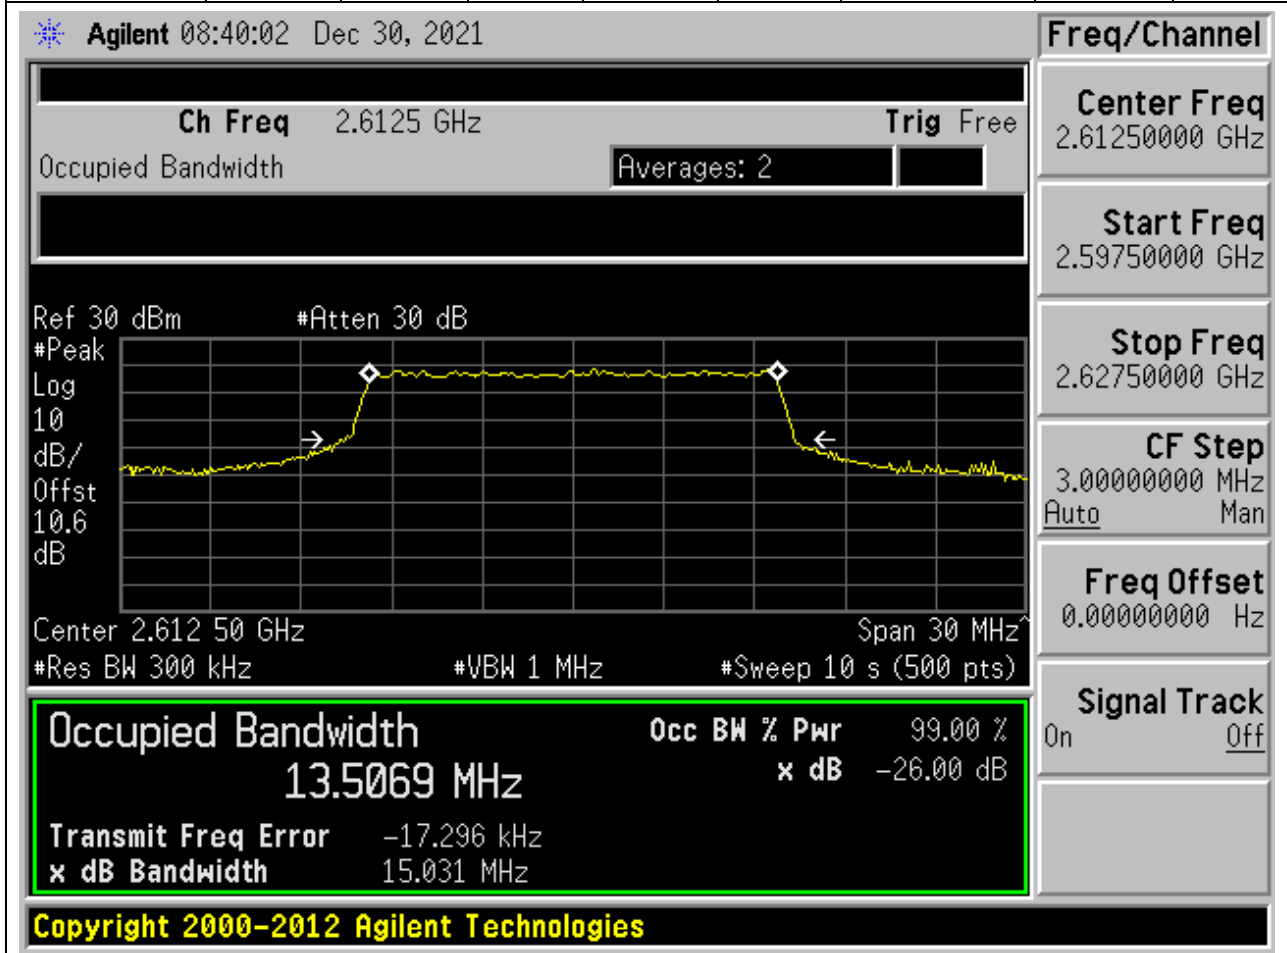 Agilent 08:40:02 Dec 30, 2021
Freq/Channel
Ch Freq 2.6125 GHz Trig Free
Occupied Bandwidth Averages: 2
Ref 30 dBm #Atten 30 dB
#Peak
Log
10
dB/
Offst
10.6
dB
Center 2.612 50 GHz Span 30 MHz^
#Res BW 300 kHz #VBW 1 MHz #Sweep 10 s (500 pts)
Occupied Bandwidth Occ BW % Pwr 99.00 %
13.5069 MHz x dB -26.00 dB
Transmit Freq Error -17.296 kHz
x dB Bandwidth 15.031 MHz
Copyright 2000-2012 Agilent Technologies
Center Freq
2.61250000 GHz
Start Freq
2.59750000 GHz
Stop Freq
2.62750000 GHz
CF Step
3.00000000 MHz
Auto Man
Freq Offset
0.00000000 Hz
Signal Track
On Off